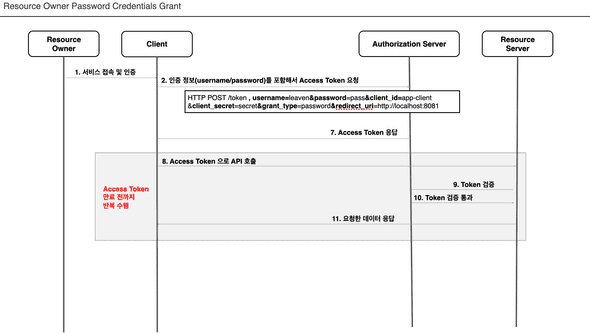 Resource Owner Password Credentials Grant
Resource
Owner
Client
Authorization Server
Resource
Server
1. 서비스 접속 및 인증
2. 인증 정보(username/password)를 포함해서 Access Token 요청
HTTP POST /token , username=leaven&password=pass&client_id=app-client
&client_secret=secret&grant_type=password&redirect_uri=http://localhost:8081
7. Access Token 응답
8. Access Token 으로 API 호출
Access Token
만료 전까지
반복 수행
9. Token 검증
10. Token 검증 통과
11. 요청한 데이터 응답